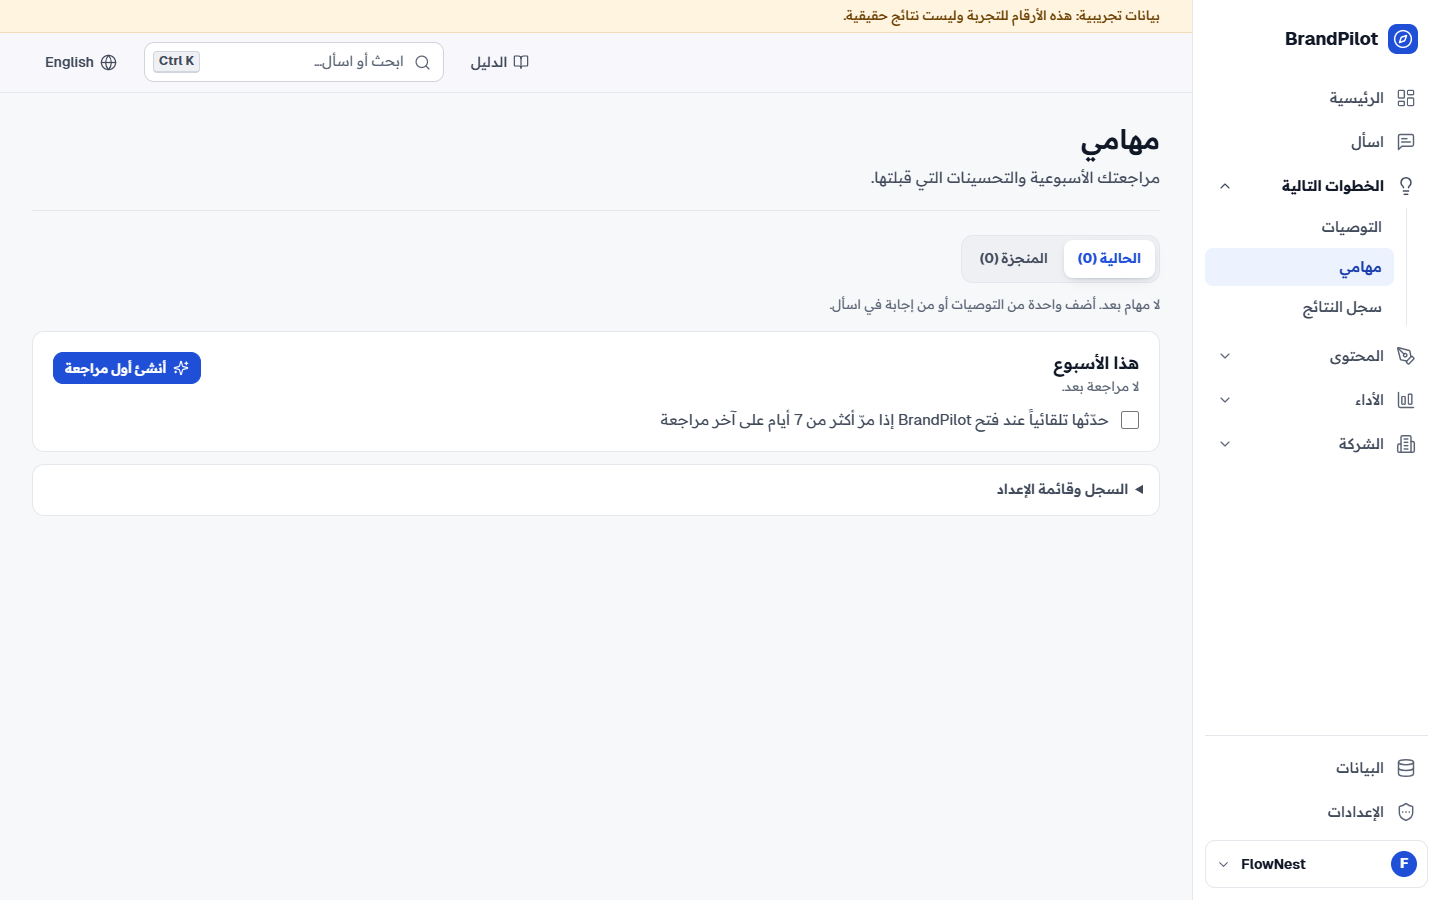 بيانات تجريبية: هذه الأرقام للتجربة وليست نتائج حقيقية.
BrandPilot
الدليل
ابحث أو اسأل...
Ctrl K
English
الرئيسية
اسأل
الخطوات التالية
التوصيات
مهامي
سجل النتائج
المحتوى
الأداء
الشركة
البيانات
الإعدادات
F
FlowNest
مهامي
مراجعتك الأسبوعية والتحسينات التي قبلتها.
الحالية (0)
المنجزة (0)
لا مهام بعد. أضف واحدة من التوصيات أو من إجابة في اسأل.
هذا الأسبوع
أنشئ أول مراجعة
لا مراجعة بعد.
حدّثها تلقائياً عند فتح BrandPilot إذا مرّ أكثر من 7 أيام على آخر مراجعة
السجل وقائمة الإعداد